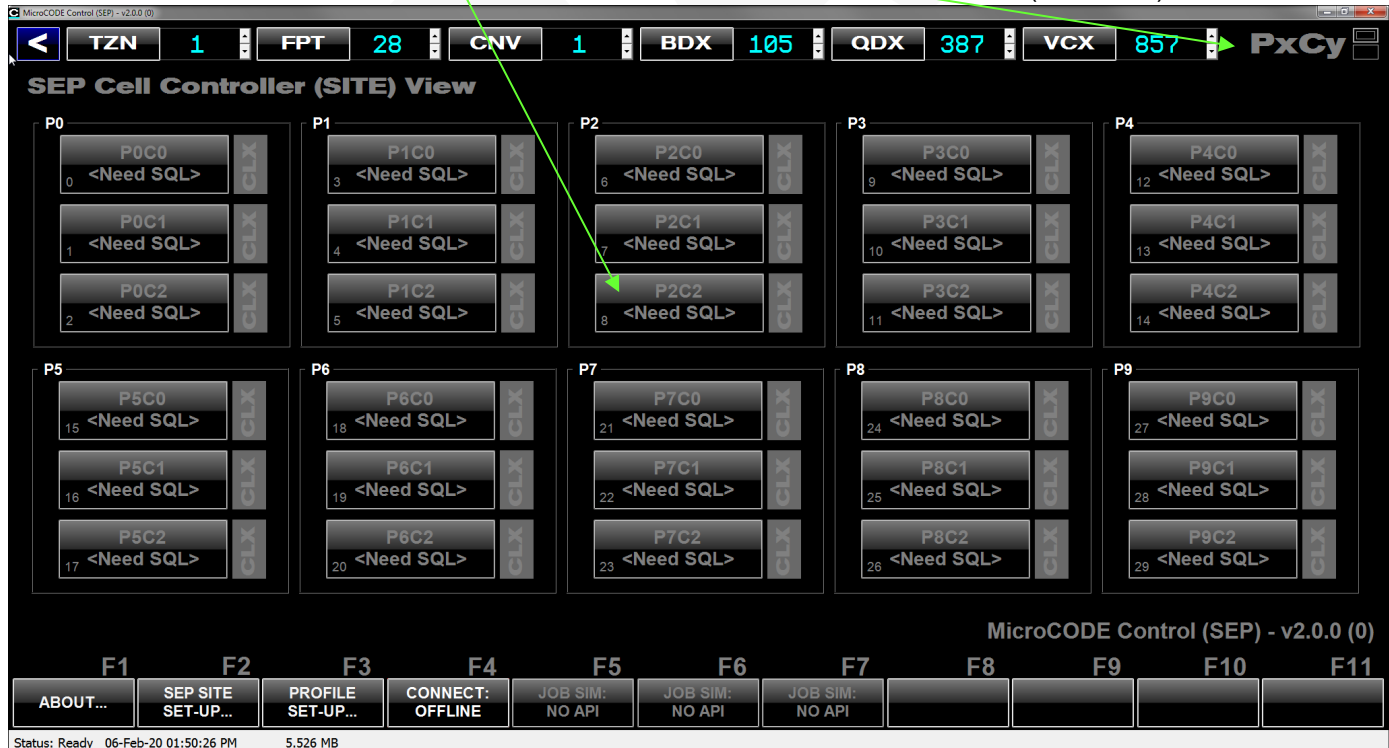 MicroCODE Control (SEP) - v2.0.0 (0)
< TZN 1 FPT 28 CNV 1 BDX 105 QDX 387 VCX 857 PxCy
SEP Cell Controller (SITE) View
P0 P1 P2 P3 P4
P0C0 CLX P1C0 CLX P2C0 CLX P3C0 CLX P4C0 CLX
0 <Need SQL> 3 <Need SQL> 6 <Need SQL> 9 <Need SQL> 12 <Need SQL>
P0C1 CLX P1C1 CLX P2C1 CLX P3C1 CLX P4C1 CLX
1 <Need SQL> 4 <Need SQL> 7 <Need SQL> 10 <Need SQL> 13 <Need SQL>
P0C2 CLX P1C2 CLX P2C2 CLX P3C2 CLX P4C2 CLX
2 <Need SQL> 5 <Need SQL> 8 <Need SQL> 11 <Need SQL> 14 <Need SQL>
P5 P6 P7 P8 P9
P5C0 CLX P6C0 CLX P7C0 CLX P8C0 CLX P9C0 CLX
15 <Need SQL> 18 <Need SQL> 21 <Need SQL> 24 <Need SQL> 27 <Need SQL>
P5C1 CLX P6C1 CLX P7C1 CLX P8C1 CLX P9C1 CLX
16 <Need SQL> 19 <Need SQL> 22 <Need SQL> 25 <Need SQL> 28 <Need SQL>
P5C2 CLX P6C2 CLX P7C2 CLX P8C2 CLX P9C2 CLX
17 <Need SQL> 20 <Need SQL> 23 <Need SQL> 26 <Need SQL> 29 <Need SQL>
MicroCODE Control (SEP) - v2.0.0 (0)
F1 F2 F3 F4 F5 F6 F7 F8 F9 F10 F11
ABOUT... SEP SITE PROFILE CONNECT: JOB SIM: JOB SIM: JOB SIM:
SET-UP... SET-UP... OFFLINE NO API NO API NO API
Status: Ready 06-Feb-20 01:50:26 PM 5.526 MB